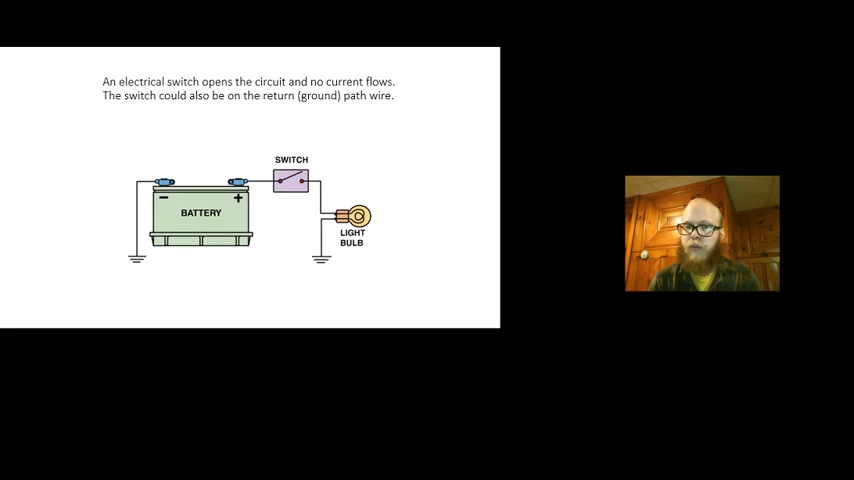 An electrical switch opens the circuit and no current flows.
The switch could also be on the return (ground) path wire.
SWITCH
− +
BATTERY
LIGHT
BULB